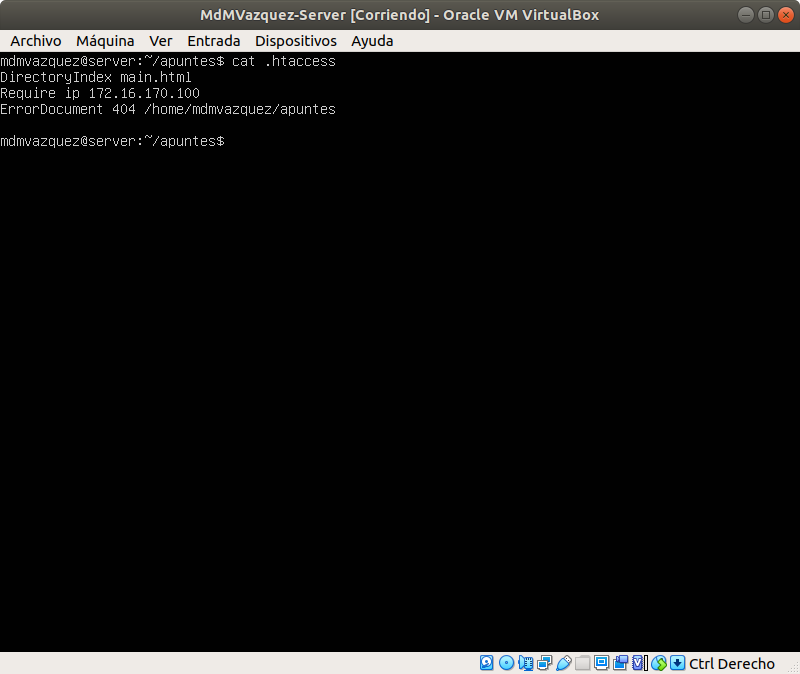 MdMVazquez-Server [Corriendo] - Oracle VM VirtualBox
Archivo Máquina Ver Entrada Dispositivos Ayuda
mdmvazquez@server:~/apuntes$ cat .htaccess
DirectoryIndex main.html
Require ip 172.16.170.100
ErrorDocument 404 /home/mdmvazquez/apuntes
mdmvazquez@server:~/apuntes$
Ctrl Derecho